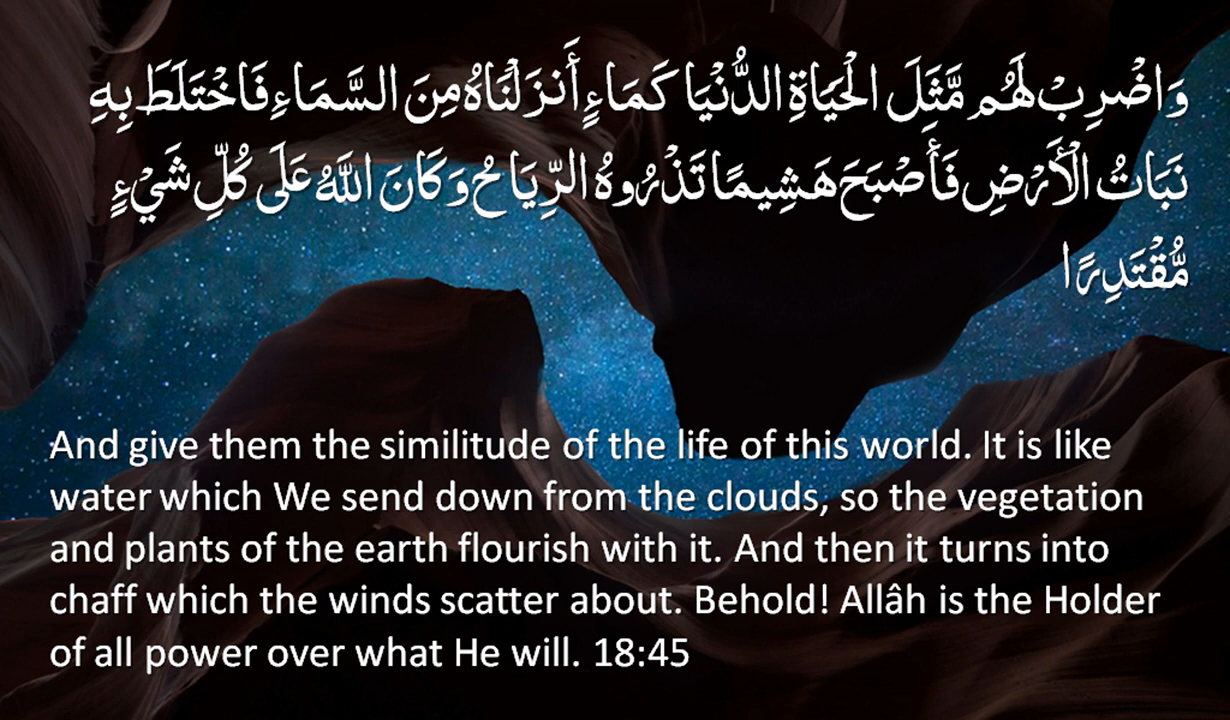 وَاضْرِبْ لَهُم مَّثَلَ الْحَيَاةِ الدُّنْيَا كَمَاءٍ أَنزَلْنَاهُ مِنَ السَّمَاءِ فَاخْتَلَطَ بِهِ
نَبَاتُ الْأَرْضِ فَأَصْبَحَ هَشِيمًا تَذْرُوهُ الرِّيَاحُ وَكَانَ اللَّهُ عَلَى كُلِّ شَيْءٍ
مُّقْتَدِرًا
And give them the similitude of the life of this world. It is like
water which We send down from the clouds, so the vegetation
and plants of the earth flourish with it. And then it turns into
chaff which the winds scatter about. Behold! Allâh is the Holder
of all power over what He will. 18:45